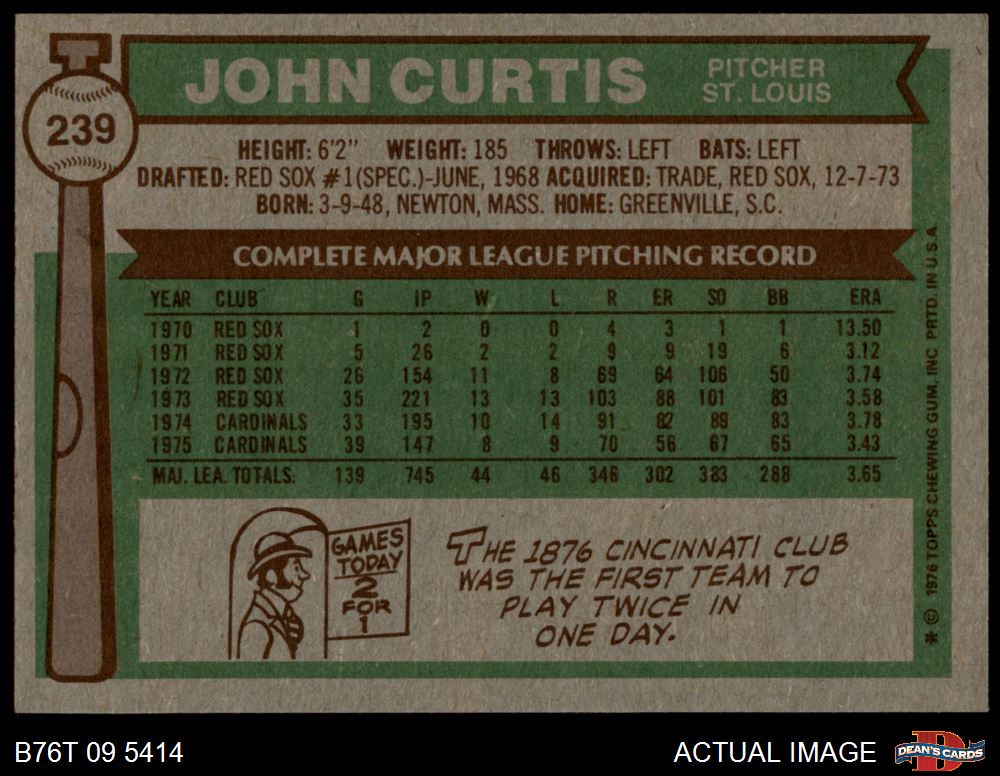 239
JOHN CURTIS
PITCHER
ST. LOUIS
HEIGHT: 6'2" WEIGHT: 185 THROWS: LEFT BATS: LEFT
DRAFTED: RED SOX #1(SPEC.)-JUNE, 1968 ACQUIRED: TRADE, RED SOX, 12-7-73
BORN: 3-9-48, NEWTON, MASS. HOME: GREENVILLE, S.C.
COMPLETE MAJOR LEAGUE PITCHING RECORD
YEAR CLUB G IP W L R ER SO BB ERA
1970 RED SOX 1 2 0 0 4 3 1 1 13.50
1971 RED SOX 5 26 2 2 9 9 19 6 3.12
1972 RED SOX 26 154 11 8 69 64 106 50 3.74
1973 RED SOX 35 221 13 13 103 88 101 83 3.58
1974 CARDINALS 33 195 10 14 91 82 89 83 3.78
1975 CARDINALS 39 147 8 9 70 56 67 65 3.43
MAJ. LEA. TOTALS: 139 745 44 46 346 302 383 288 3.65
GAMES
TODAY
2
FOR
1
THE 1876 CINCINNATI CLUB
WAS THE FIRST TEAM TO
PLAY TWICE IN
ONE DAY.
* © 1976 TOPPS CHEWING GUM, INC. PRTD. IN U.S.A.
B76T 09 5414
ACTUAL IMAGE
DEAN'S CARDS